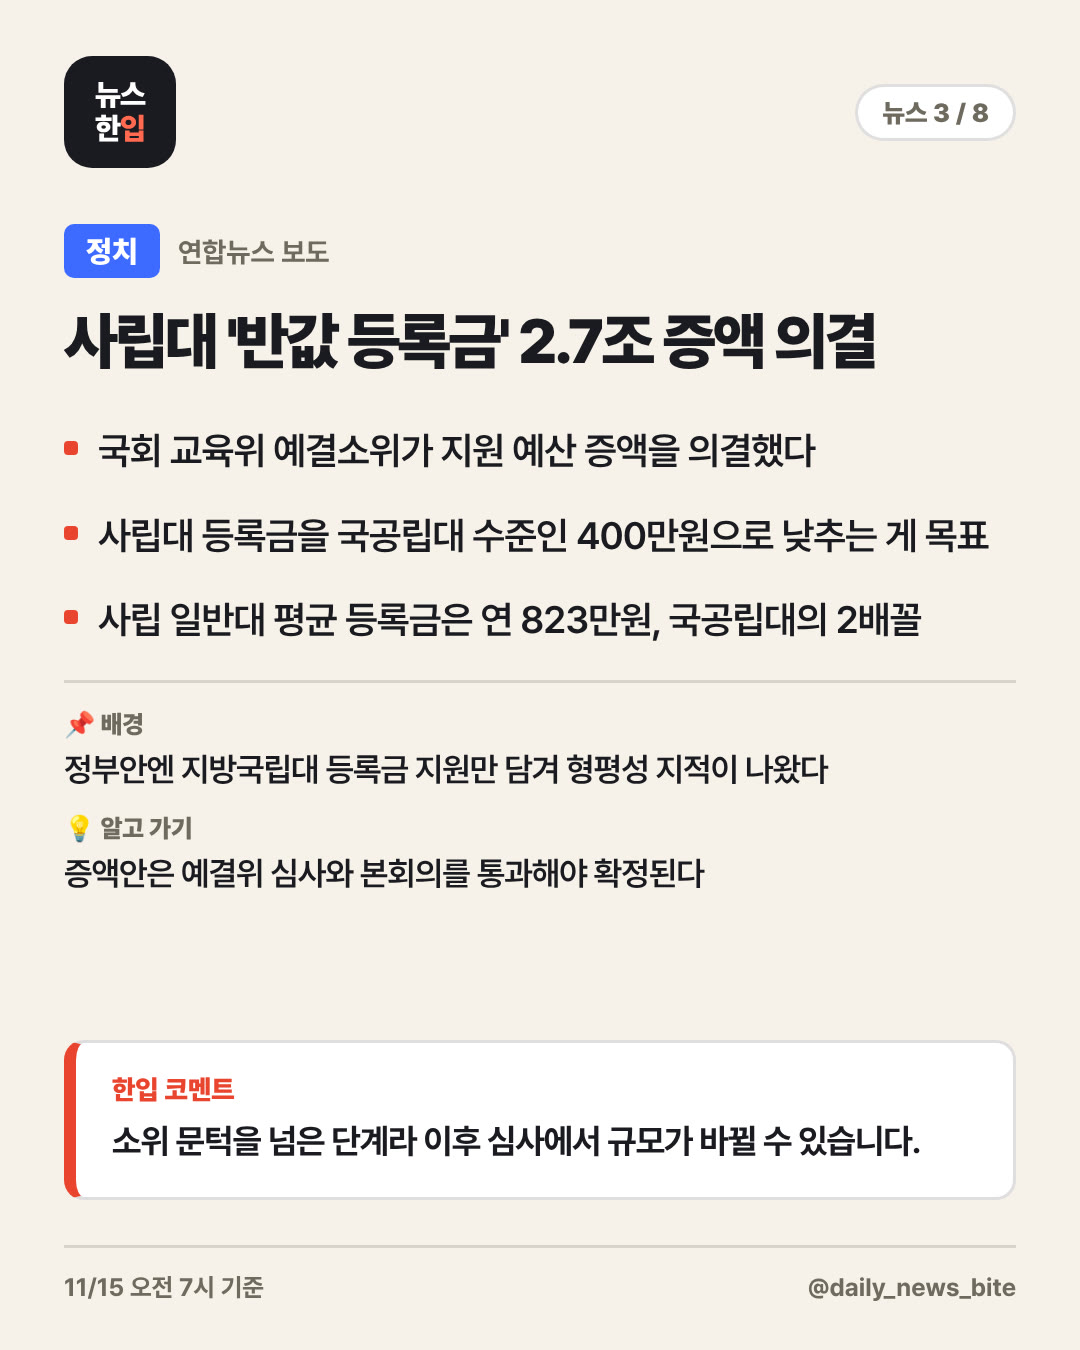 뉴스
한입
뉴스 3 / 8
정치
연합뉴스 보도
사립대 '반값 등록금' 2.7조 증액 의결
국회 교육위 예결소위가 지원 예산 증액을 의결했다
사립대 등록금을 국공립대 수준인 400만원으로 낮추는 게 목표
사립 일반대 평균 등록금은 연 823만원, 국공립대의 2배꼴
📌 배경
정부안엔 지방국립대 등록금 지원만 담겨 형평성 지적이 나왔다
💡 알고 가기
증액안은 예결위 심사와 본회의를 통과해야 확정된다
한입 코멘트
소위 문턱을 넘은 단계라 이후 심사에서 규모가 바뀔 수 있습니다.
11/15 오전 7시 기준
@daily_news_bite